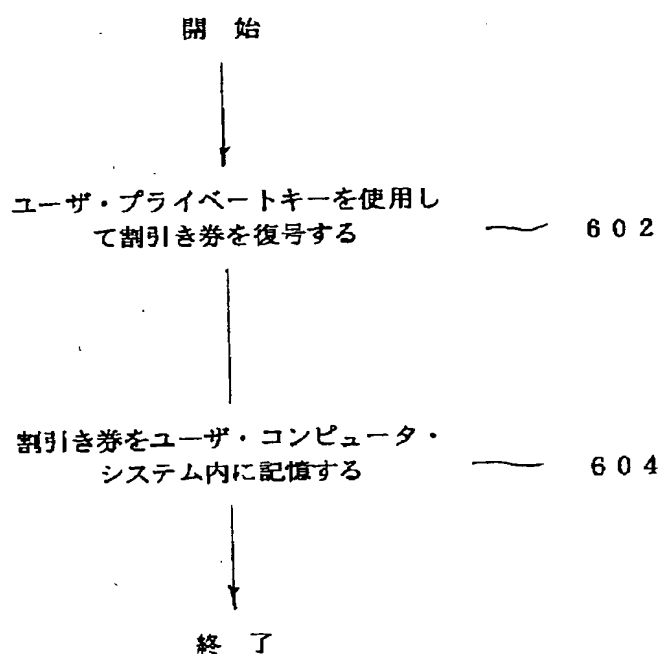 開 始
ユーザ・プライベートキーを使用し
て割引き券を復号する
602
割引き券をユーザ・コンピュータ・
システム内に記憶する
604
終 了